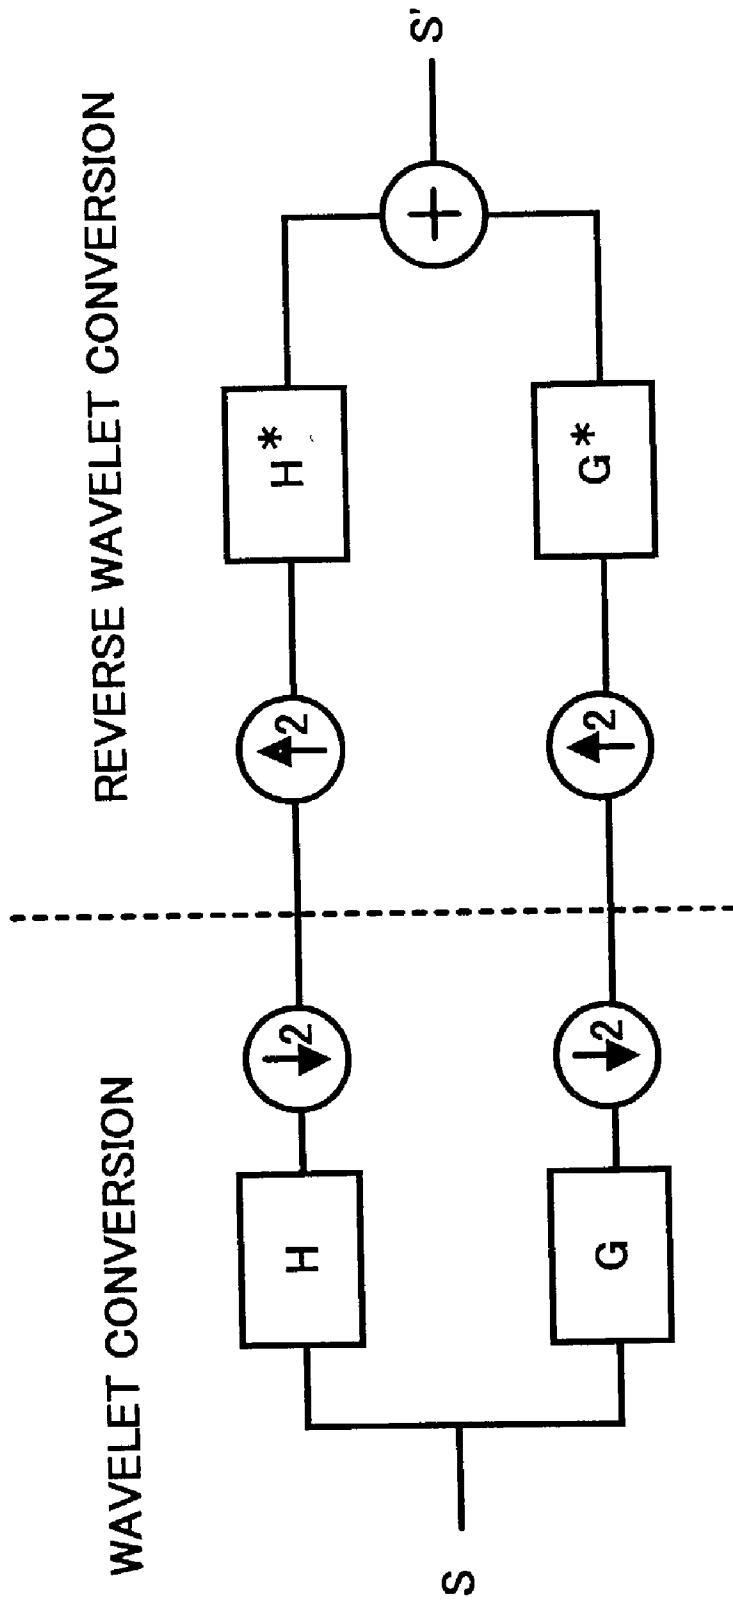 WAVELET CONVERSION
REVERSE WAVELET CONVERSION
H
↓2
↑2
H*
S
+
S'
G
↓2
↑2
G*